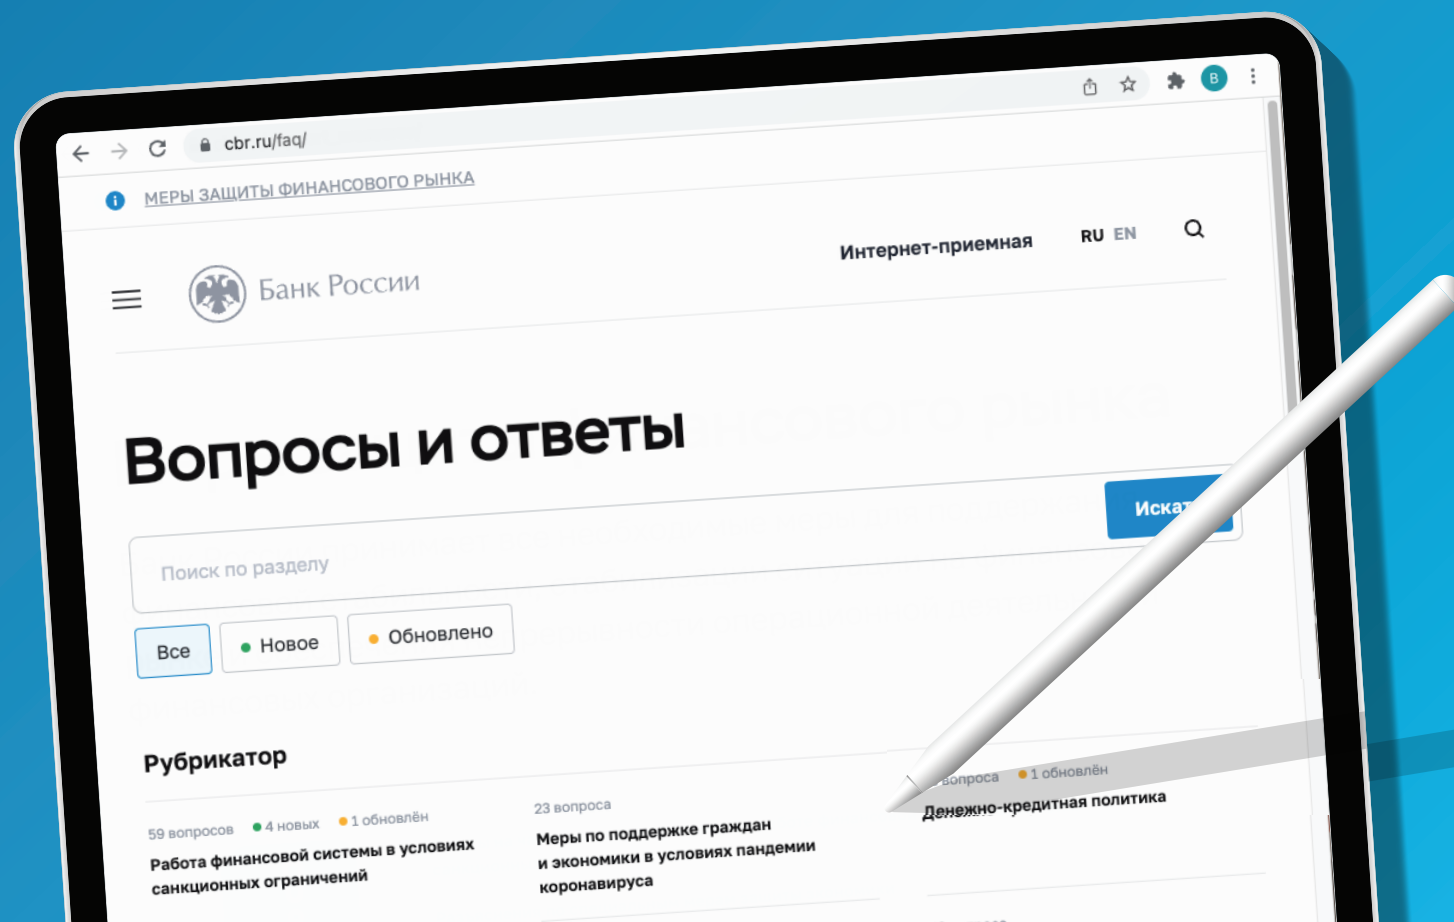 cbr.ru/faq/
B
МЕРЫ ЗАЩИТЫ ФИНАНСОВОГО РЫНКА
Банк России
Интернет-приемная
RU EN
Вопросы и ответы
Поиск по разделу
Все
Новое
Обновлено
Рубрикатор
59 вопросов 4 новых 1 обновлён
Работа финансовой системы в условиях
санкционных ограничений
23 вопроса
Меры по поддержке граждан
и экономики в условиях пандемии
коронавируса
вопроса 1 обновлён
Денежно-кредитная политика